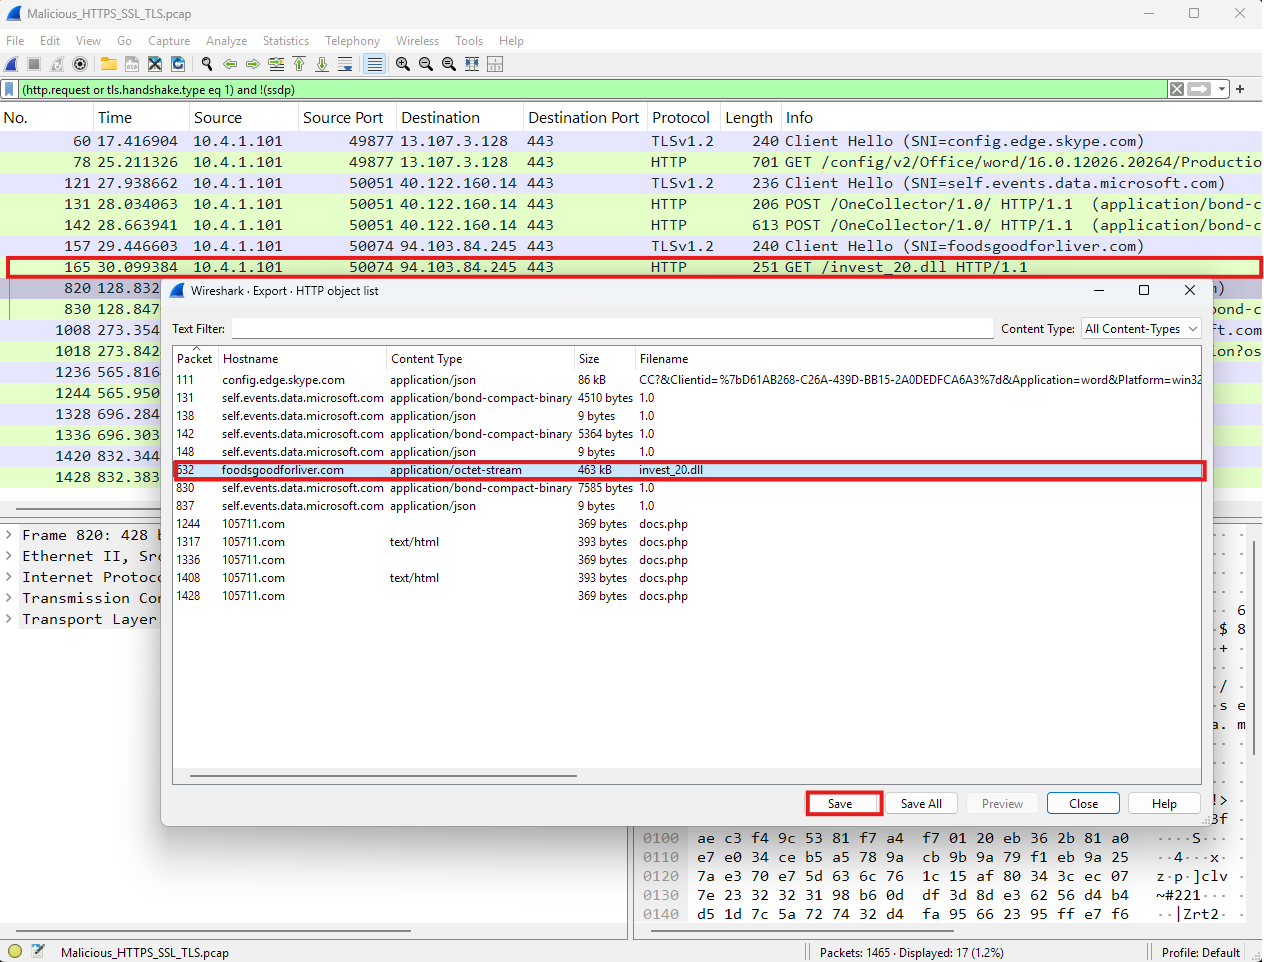 Malicious_HTTPS_SSL_TLS.pcap
File Edit View Go Capture Analyze Statistics Telephony Wireless Tools Help
(http.request or tls.handshake.type eq 1) and !(ssdp)
No. Time Source Source Port Destination Destination Port Protocol Length Info
60 17.416904 10.4.1.101 49877 13.107.3.128 443 TLSv1.2 240 Client Hello (SNI=config.edge.skype.com)
78 25.211326 10.4.1.101 49877 13.107.3.128 443 HTTP 701 GET /config/v2/Office/word/16.0.12026.20264/Productio
121 27.938662 10.4.1.101 50051 40.122.160.14 443 TLSv1.2 236 Client Hello (SNI=self.events.data.microsoft.com)
131 28.034063 10.4.1.101 50051 40.122.160.14 443 HTTP 206 POST /OneCollector/1.0/ HTTP/1.1 (application/bond-c
142 28.663941 10.4.1.101 50051 40.122.160.14 443 HTTP 613 POST /OneCollector/1.0/ HTTP/1.1 (application/bond-c
157 29.446603 10.4.1.101 50074 94.103.84.245 443 TLSv1.2 240 Client Hello (SNI=foodsgoodforliver.com)
165 30.099384 10.4.1.101 50074 94.103.84.245 443 HTTP 251 GET /invest_20.dll HTTP/1.1
820 128.832 )
830 128.847 bond-c
1008 273.354 ft.com
1018 273.842 ion?os
1236 565.816
1244 565.950
1328 696.284
1336 696.303
1420 832.344
1428 832.383
Wireshark · Export · HTTP object list
Text Filter: Content Type: All Content-Types
Packet Hostname Content Type Size Filename
111 config.edge.skype.com application/json 86 kB CC?&Clientid=%7bD61AB268-C26A-439D-BB15-2A0DEDFCA6A3%7d&Application=word&Platform=win32
131 self.events.data.microsoft.com application/bond-compact-binary 4510 bytes 1.0
138 self.events.data.microsoft.com application/json 9 bytes 1.0
142 self.events.data.microsoft.com application/bond-compact-binary 5364 bytes 1.0
148 self.events.data.microsoft.com application/json 9 bytes 1.0
632 foodsgoodforliver.com application/octet-stream 463 kB invest_20.dll
830 self.events.data.microsoft.com application/bond-compact-binary 7585 bytes 1.0
837 self.events.data.microsoft.com application/json 9 bytes 1.0
1244 105711.com 369 bytes docs.php
1317 105711.com text/html 393 bytes docs.php
1336 105711.com 369 bytes docs.php
1408 105711.com text/html 393 bytes docs.php
1428 105711.com 369 bytes docs.php
Save Save All Preview Close Help
Frame 820: 428 b
Ethernet II, Src
Internet Protoco
Transmission Con
Transport Layer
0100 ae c3 f4 9c 53 81 f7 a4 f7 01 20 eb 36 2b 81 a0 ····S···
0110 e7 e0 34 ce b5 a5 78 9a cb 9b 9a 79 f1 eb 9a 25 ··4···x·
0120 7a e3 70 e7 5d 63 6c 76 1c 15 af 80 34 3c ec 07 z·p·]clv
0130 7e 23 32 32 31 98 b6 0d df 3d 8d e3 62 56 d4 b4 ~#221···
0140 d5 1d 7c 5a 72 74 32 d4 fa 95 66 23 95 ff e7 f6 ··|Zrt2·
Malicious_HTTPS_SSL_TLS.pcap Packets: 1465 · Displayed: 17 (1.2%) Profile: Default